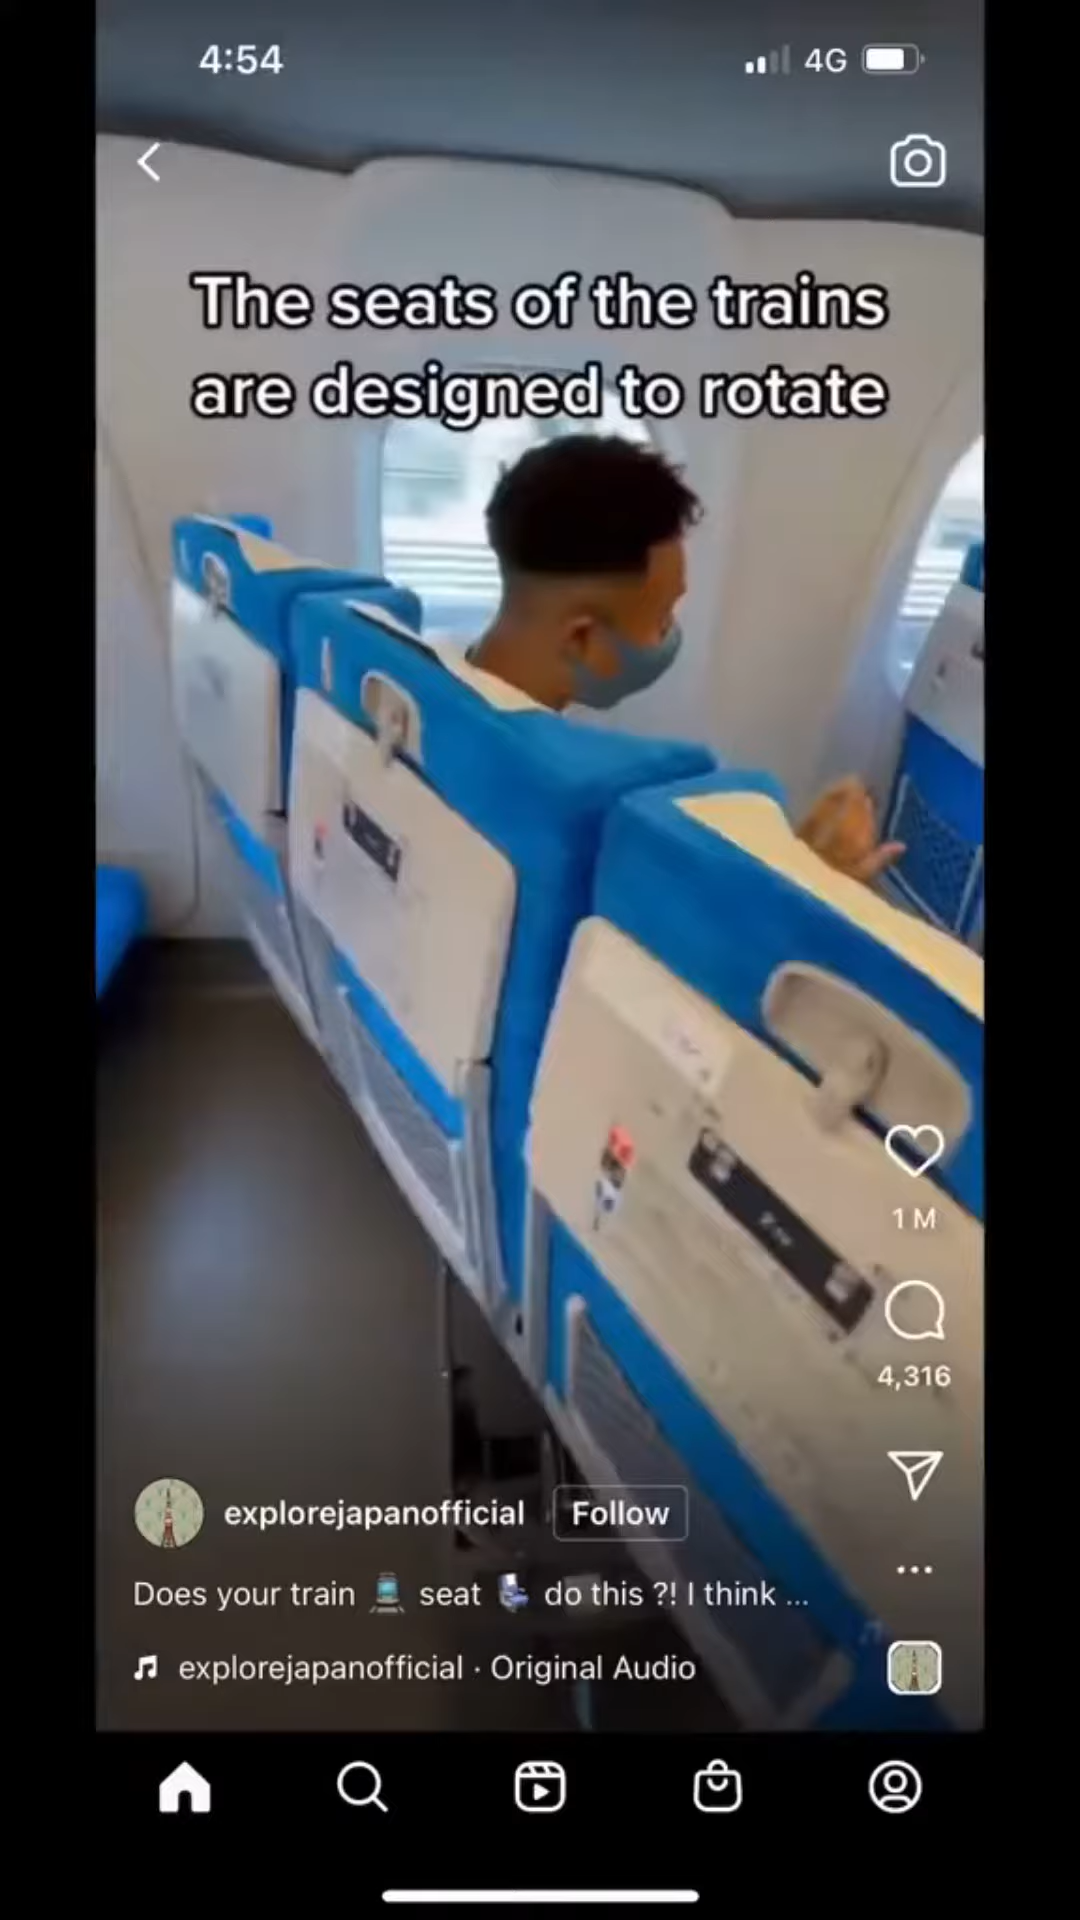 4:54
4G
The seats of the trains
are designed to rotate
1 M
4,316
explorejapanofficial Follow
Does your train 🚆 seat 💺 do this ?! I think ...
explorejapanofficial · Original Audio